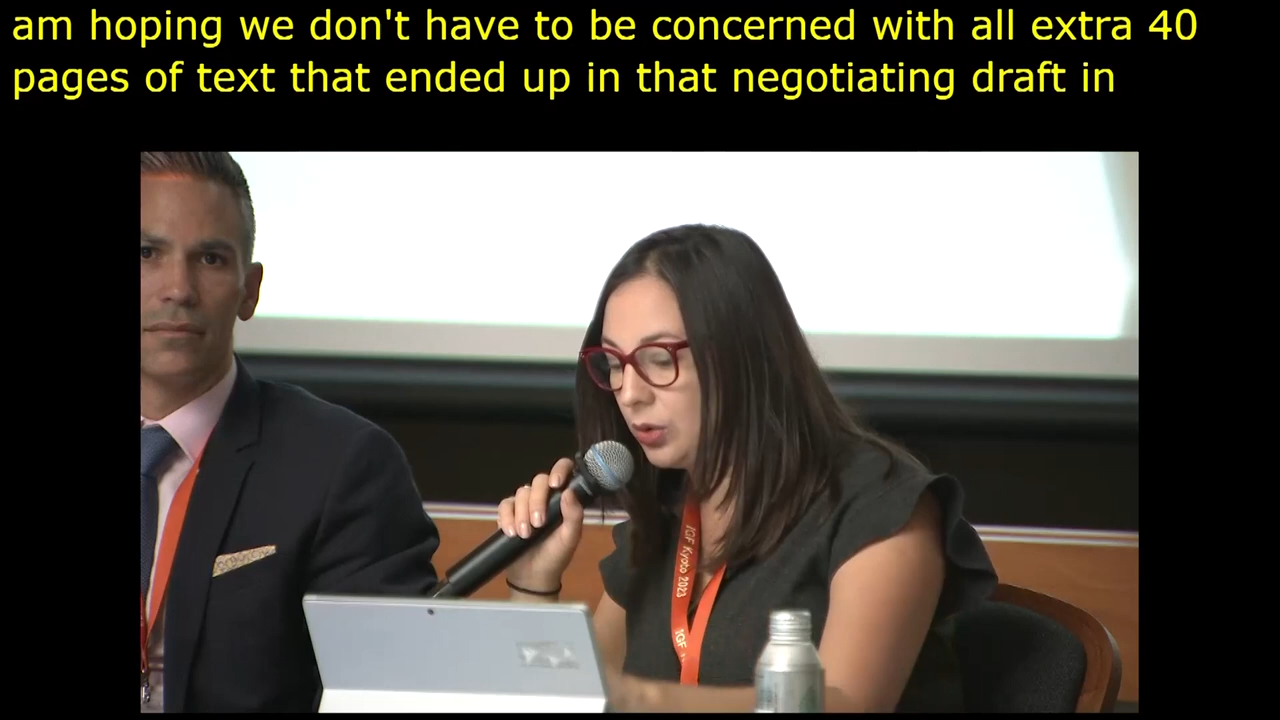 am hoping we don't have to be concerned with all extra 40
pages of text that ended up in that negotiating draft in
IGF Kyoto 2023
IGF